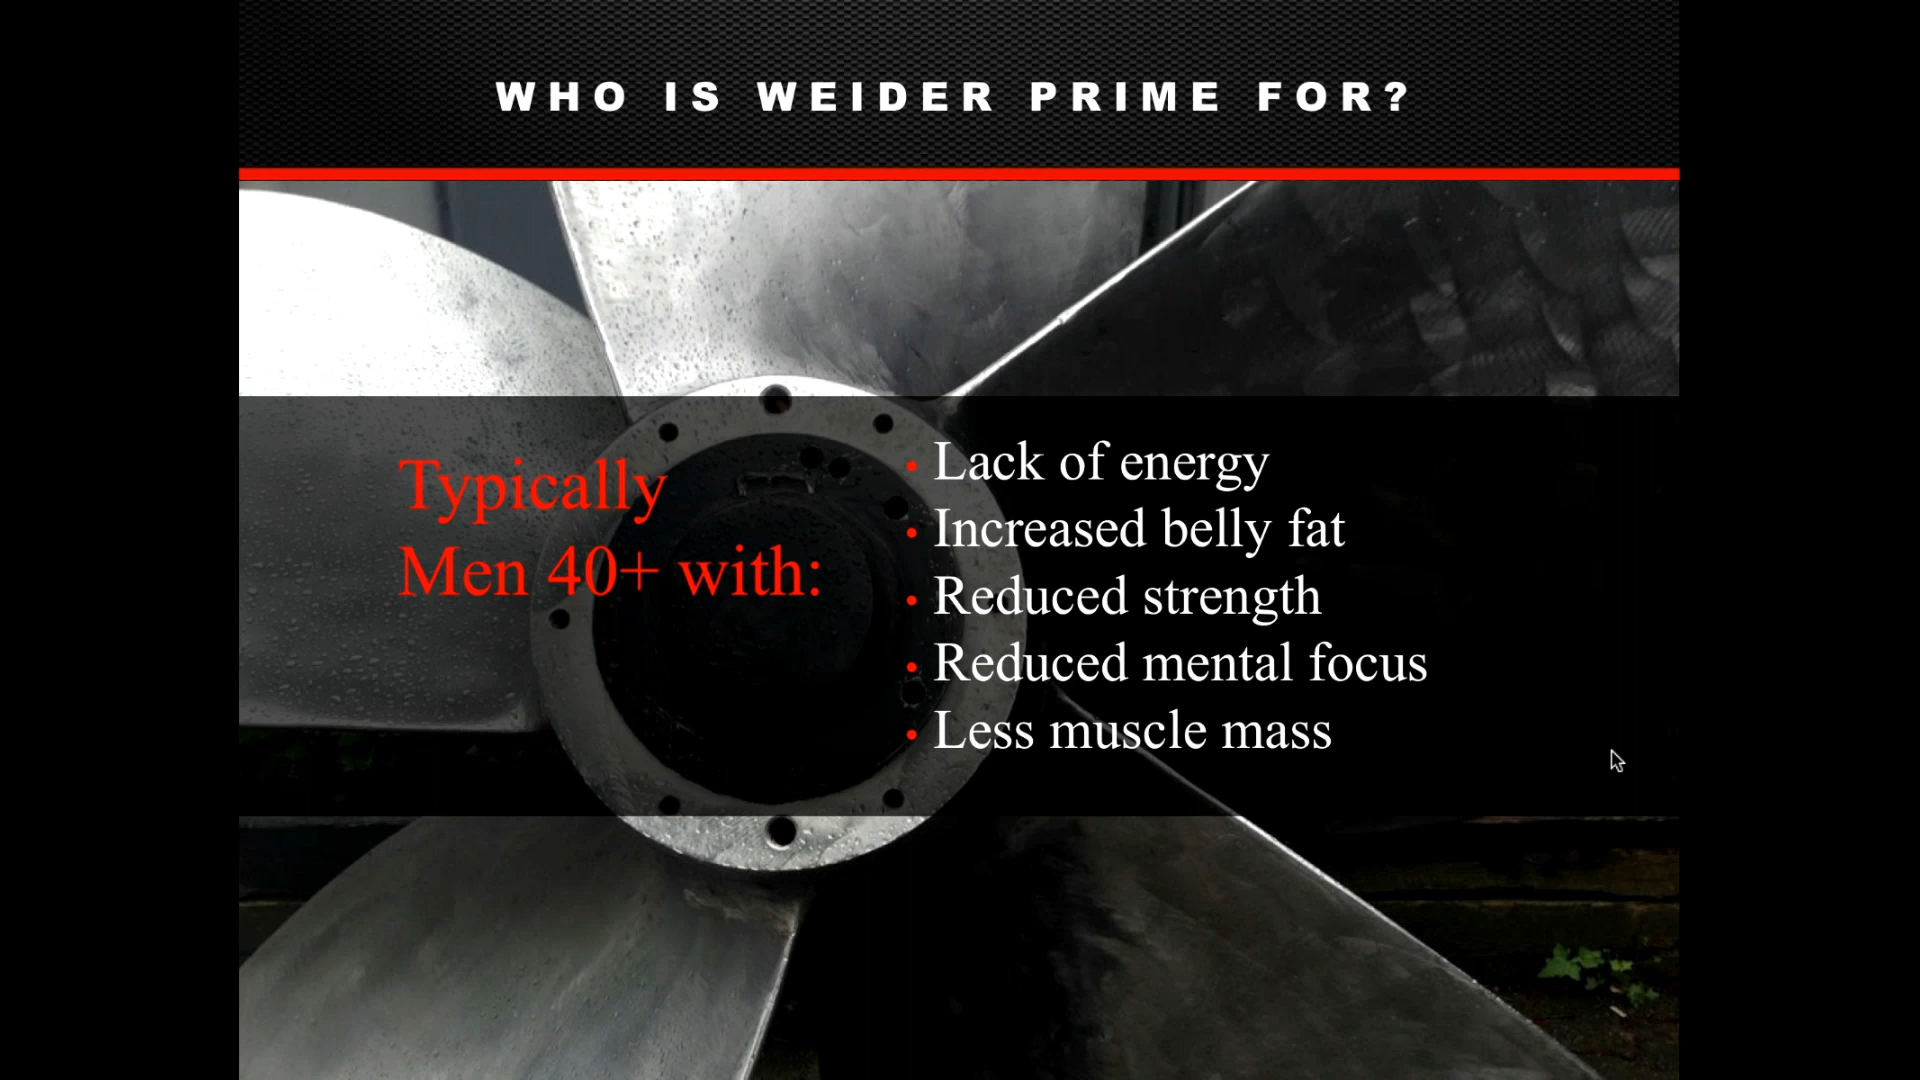 WHO IS WEIDER PRIME FOR?
Typically
Men 40+ with:
• Lack of energy
• Increased belly fat
• Reduced strength
• Reduced mental focus
• Less muscle mass